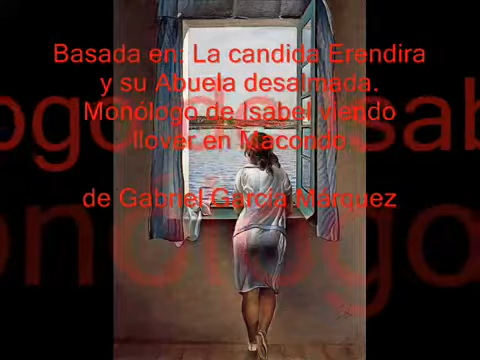 Basada en: La candida Erendira
y su Abuela desalmada.
Monólogo de Isabel viendo
llover en Macondo
de Gabriel García Márquez